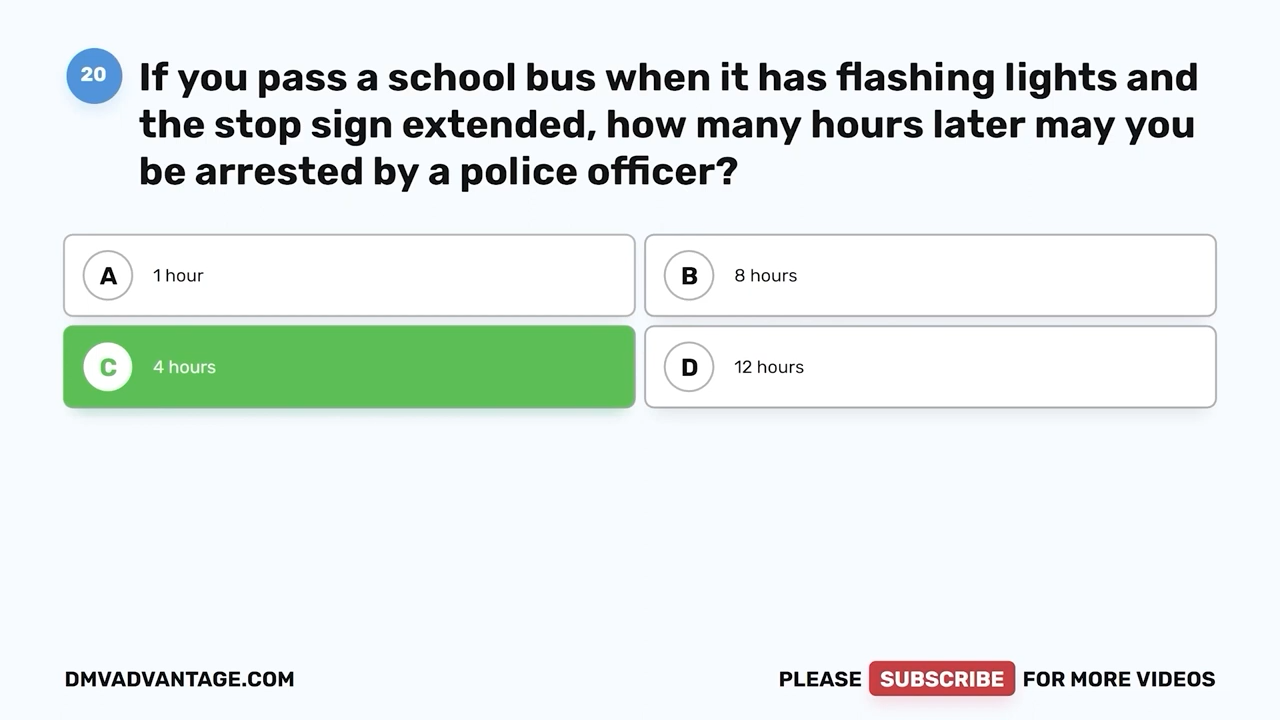 20
If you pass a school bus when it has flashing lights and
the stop sign extended, how many hours later may you
be arrested by a police officer?
A 1 hour
B 8 hours
C 4 hours
D 12 hours
DMVADVANTAGE.COM
PLEASE SUBSCRIBE FOR MORE VIDEOS